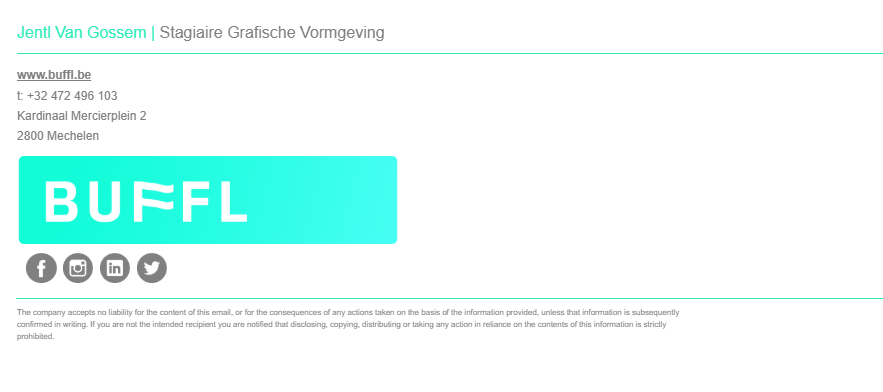 Jentl Van Gossem | Stagiaire Grafische Vormgeving
www.buffl.be
t: +32 472 496 103
Kardinaal Mercierplein 2
2800 Mechelen
BUFFL
The company accepts no liability for the content of this email, or for the consequences of any actions taken on the basis of the information provided, unless that information is subsequently
confirmed in writing. If you are not the intended recipient you are notified that disclosing, copying, distributing or taking any action in reliance on the contents of this information is strictly
prohibited.